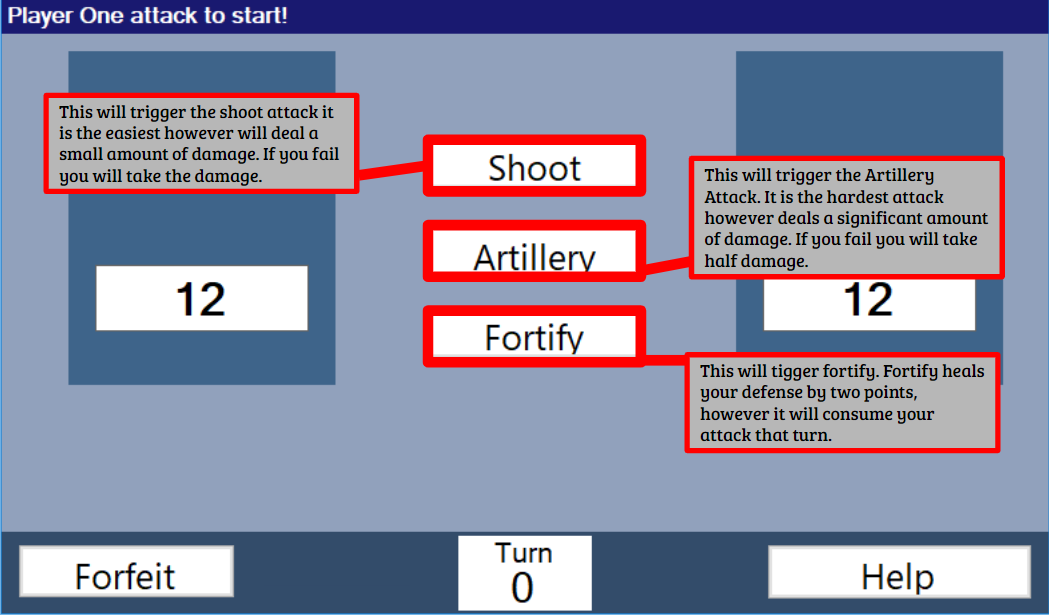 Player One attack to start!
This will trigger the shoot attack it
is the easiest however will deal a
small amount of damage. If you fail
you will take the damage.
Shoot
This will trigger the Artillery
Attack. It is the hardest attack
however deals a significant amount
of damage. If you fail you will take
half damage.
Artillery
12
12
Fortify
This will tigger fortify. Fortify heals
your defense by two points,
however it will consume your
attack that turn.
Forfeit
Turn
0
Help